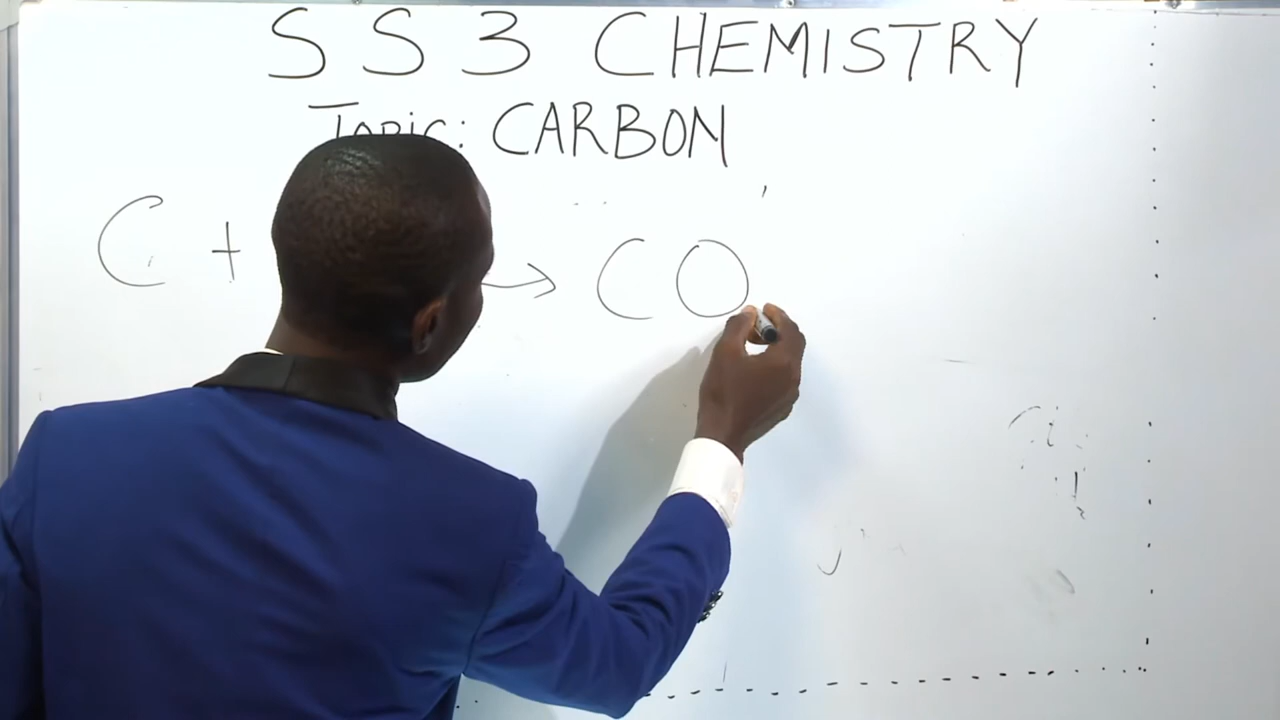 SS3 CHEMISTRY
Topic: CARBON
C + → CO